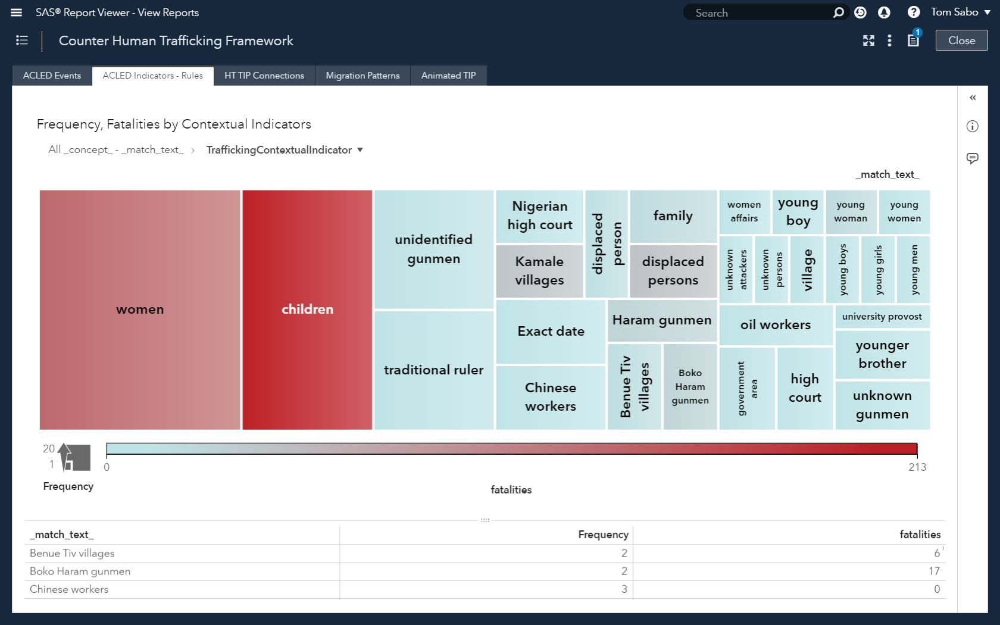 SAS® Report Viewer - View Reports
Search
Tom Sabo
Counter Human Trafficking Framework
1
Close
ACLED Events
ACLED Indicators - Rules
HT TIP Connections
Migration Patterns
Animated TIP
Frequency, Fatalities by Contextual Indicators
All _concept_ - _match_text_ › TraffickingContextualIndicator
_match_text_
women
children
unidentified
gunmen
traditional ruler
Nigerian
high court
Kamale
villages
displaced
person
family
displaced
persons
Exact date
Chinese
workers
Haram gunmen
Benue Tiv
villages
Boko
Haram
gunmen
women
affairs
young
boy
young
woman
young
women
unknown
attackers
unknown
persons
village
young boys
young girls
young men
oil workers
university provost
younger
brother
government
area
high
court
unknown
gunmen
20
1
Frequency
0
213
fatalities
_match_text_ Frequency fatalities
Benue Tiv villages 2 6
Boko Haram gunmen 2 17
Chinese workers 3 0